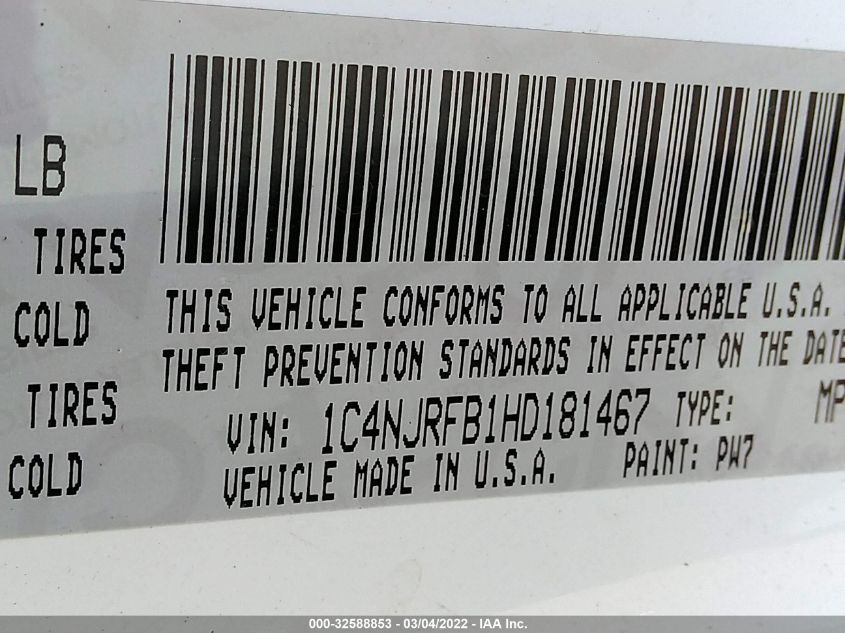 LB
TIRES
COLD
TIRES
COLD
THIS VEHICLE CONFORMS TO ALL APPLICABLE U.S.A.
THEFT PREVENTION STANDARDS IN EFFECT ON THE DATE
VIN: 1C4NJRFB1HD181467 TYPE: MP
VEHICLE MADE IN U.S.A. PAINT: PW7
000-32588853 - 03/04/2022 - IAA Inc.